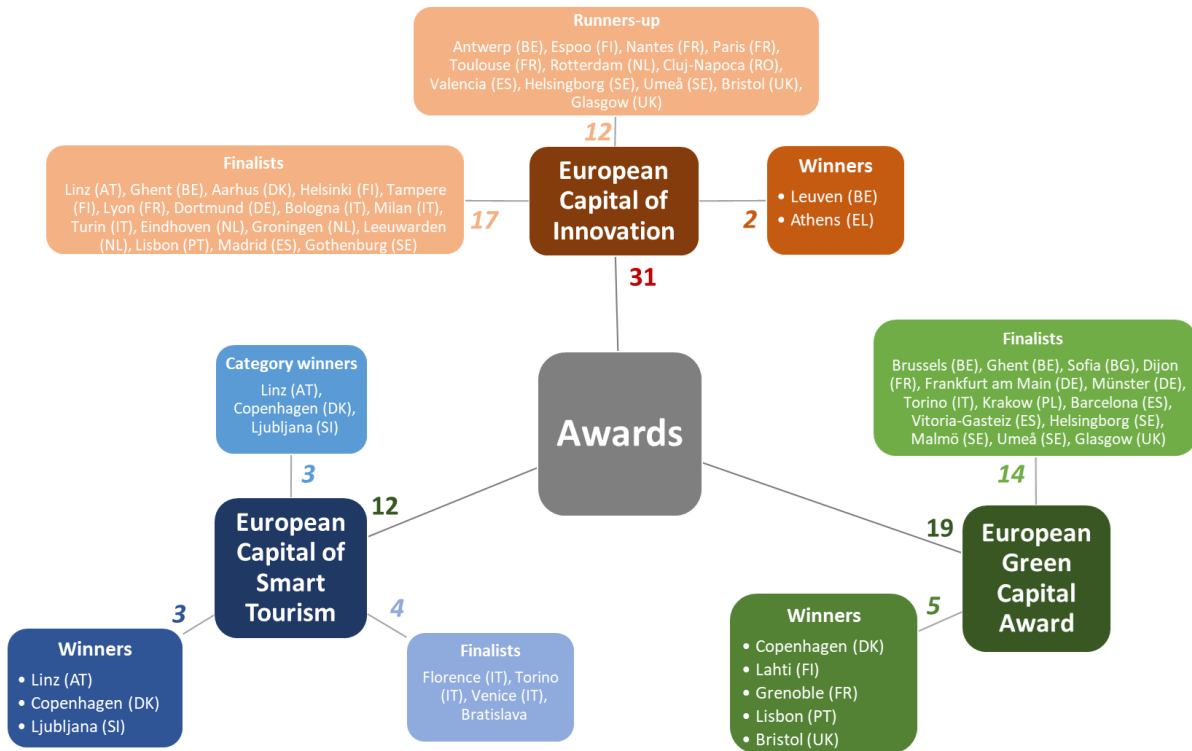 Runners-up
Antwerp (BE), Espoo (FI), Nantes (FR), Paris (FR),
Toulouse (FR), Rotterdam (NL), Cluj-Napoca (RO),
Valencia (ES), Helsingborg (SE), Umeå (SE), Bristol (UK),
Glasgow (UK)
12
Finalists
Linz (AT), Ghent (BE), Aarhus (DK), Helsinki (FI), Tampere
(FI), Lyon (FR), Dortmund (DE), Bologna (IT), Milan (IT),
Turin (IT), Eindhoven (NL), Groningen (NL), Leeuwarden
(NL), Lisbon (PT), Madrid (ES), Gothenburg (SE)
17
European
Capital of
Innovation
2
Winners
• Leuven (BE)
• Athens (EL)
31
Awards
Category winners
Linz (AT),
Copenhagen (DK),
Ljubljana (SI)
3
12
European
Capital of
Smart
Tourism
3
Winners
• Linz (AT)
• Copenhagen (DK)
• Ljubljana (SI)
4
Finalists
Florence (IT), Torino
(IT), Venice (IT),
Bratislava
Finalists
Brussels (BE), Ghent (BE), Sofia (BG), Dijon
(FR), Frankfurt am Main (DE), Münster (DE),
Torino (IT), Krakow (PL), Barcelona (ES),
Vitoria-Gasteiz (ES), Helsingborg (SE),
Malmö (SE), Umeå (SE), Glasgow (UK)
14
19
European
Green
Capital
Award
5
Winners
• Copenhagen (DK)
• Lahti (FI)
• Grenoble (FR)
• Lisbon (PT)
• Bristol (UK)